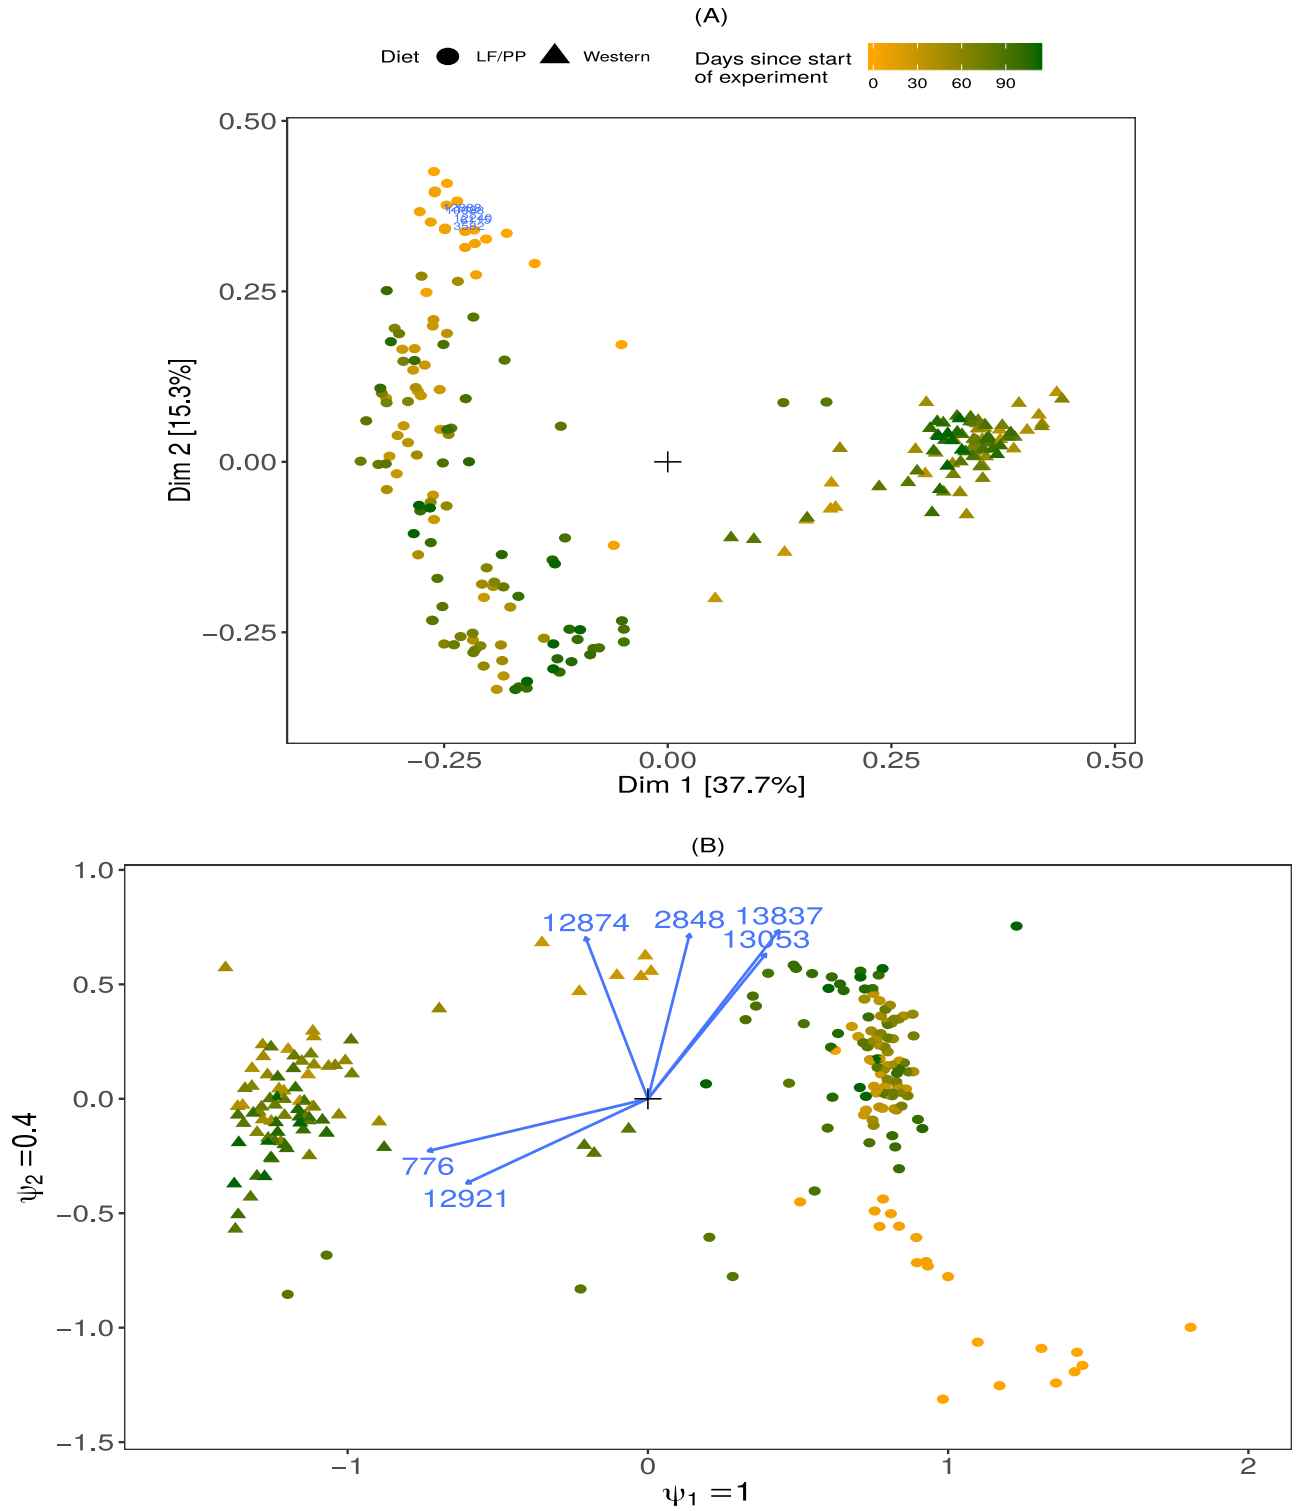 (A)
Diet LF/PP Western
Days since start
of experiment
0 30 60 90
0.50
0.25
0.00
−0.25
Dim 2 [15.3%]
3582
−0.25 0.00 0.25 0.50
Dim 1 [37.7%]
(B)
1.0
0.5
0.0
−0.5
−1.0
−1.5
ψ2 =0.4
12874 2848 13837
13053
776
12921
−1 0 1 2
ψ1 =1